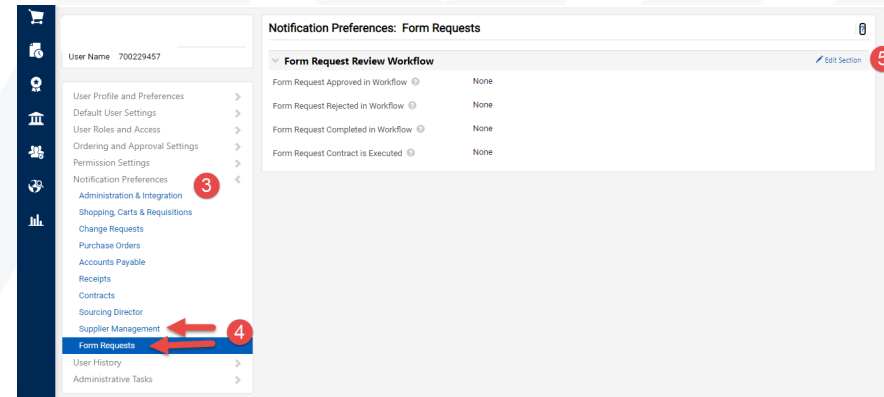 Notification Preferences: Form Requests
?
User Name 700229457
Form Request Review Workflow
Edit Section
5
Form Request Approved in Workflow ? None
Form Request Rejected in Workflow ? None
Form Request Completed in Workflow ? None
Form Request Contract is Executed ? None
User Profile and Preferences
Default User Settings
User Roles and Access
Ordering and Approval Settings
Permission Settings
Notification Preferences
3
Administration & Integration
Shopping, Carts & Requisitions
Change Requests
Purchase Orders
Accounts Payable
Receipts
Contracts
Sourcing Director
Supplier Management
4
Form Requests
User History
Administrative Tasks